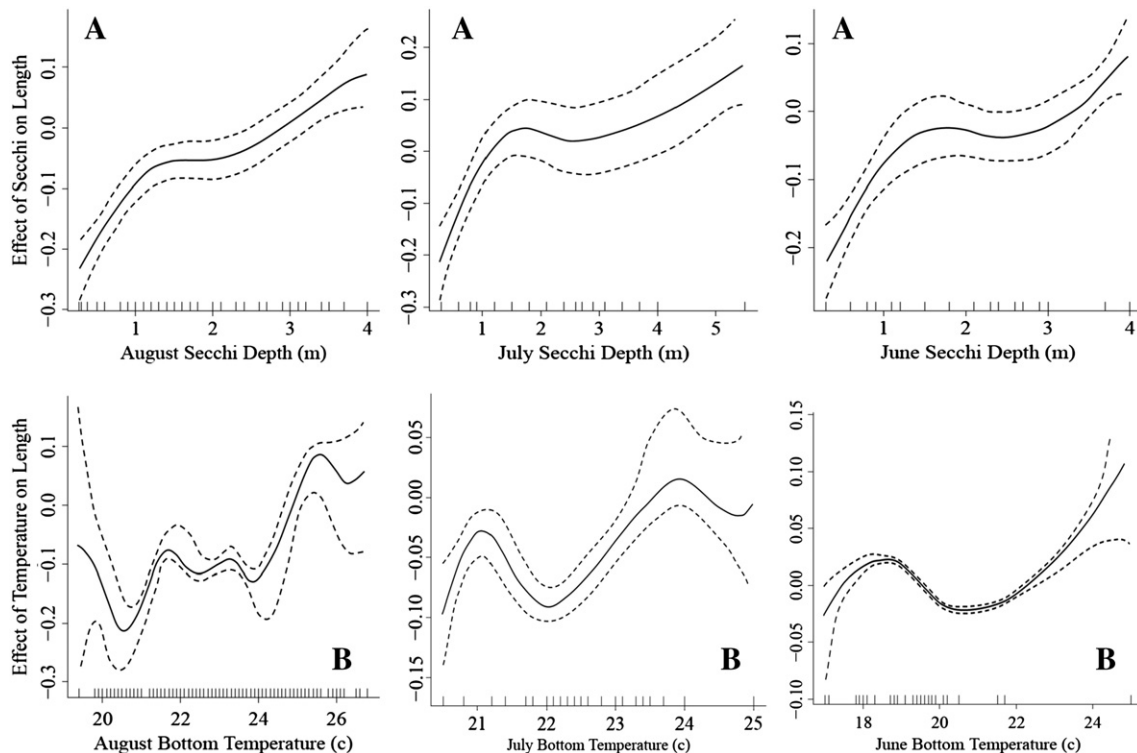 A
A
A
Effect of Secchi on Length
0.1
0.0
−0.1
−0.2
−0.3
1 2 3 4
August Secchi Depth (m)
0.2
0.1
0.0
−0.1
−0.2
−0.3
1 2 3 4 5
July Secchi Depth (m)
0.1
0.0
−0.1
−0.2
1 2 3 4
June Secchi Depth (m)
Effect of Temperature on Length
0.1
0.0
−0.1
−0.2
−0.3
B
20 22 24 26
August Bottom Temperature (c)
0.05
0.00
−0.05
−0.10
−0.15
B
21 22 23 24 25
July Bottom Temperature (c)
0.15
0.10
0.05
0.00
−0.05
−0.10
B
18 20 22 24
June Bottom Temperature (c)